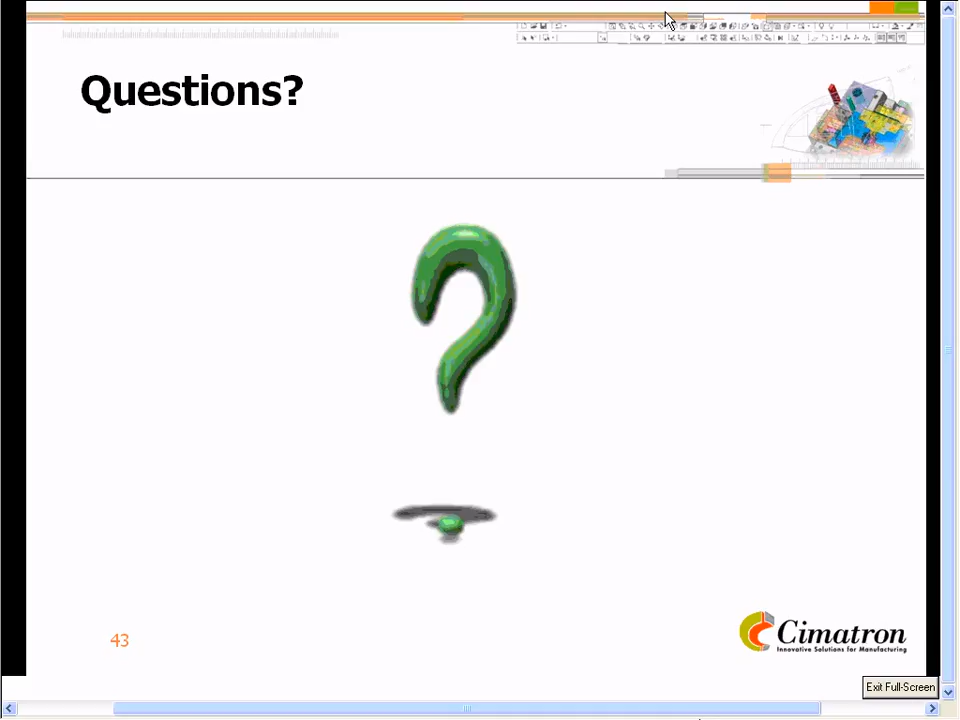 Questions?
43
Cimatron
Innovative Solutions for Manufacturing
Exit Full-Screen